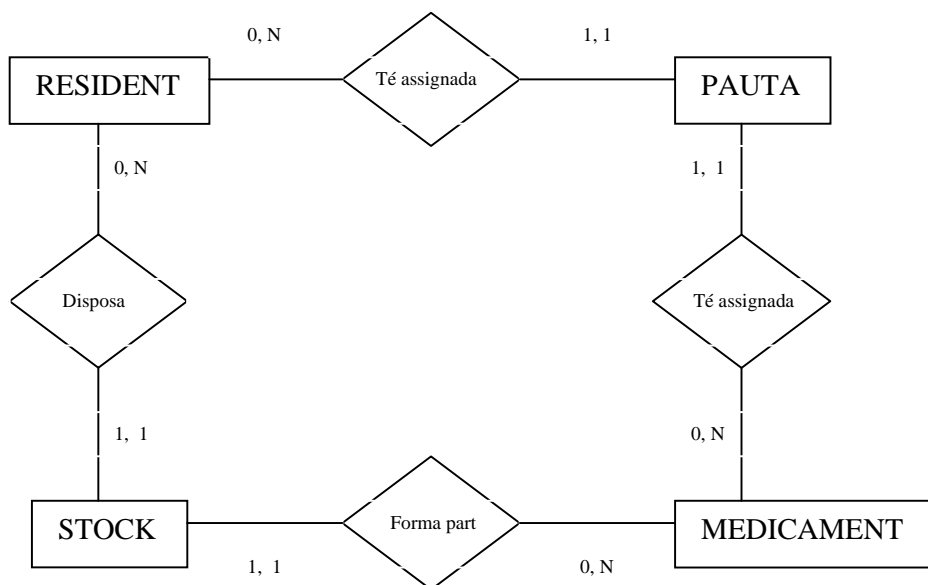 0, N
1, 1
RESIDENT
Té assignada
PAUTA
0, N
1, 1
Disposa
Té assignada
1, 1
0, N
STOCK
Forma part
MEDICAMENT
1, 1
0, N